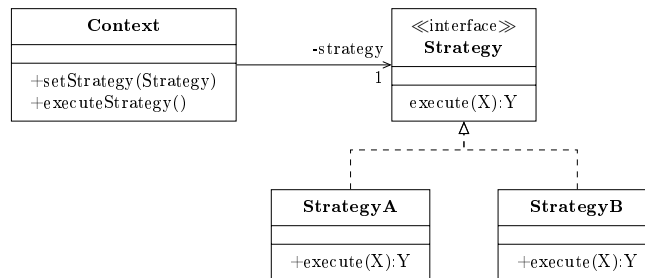 Context
+setStrategy(Strategy)
+executeStrategy()
-strategy
1
≪interface≫
Strategy
execute(X):Y
StrategyA
+execute(X):Y
StrategyB
+execute(X):Y